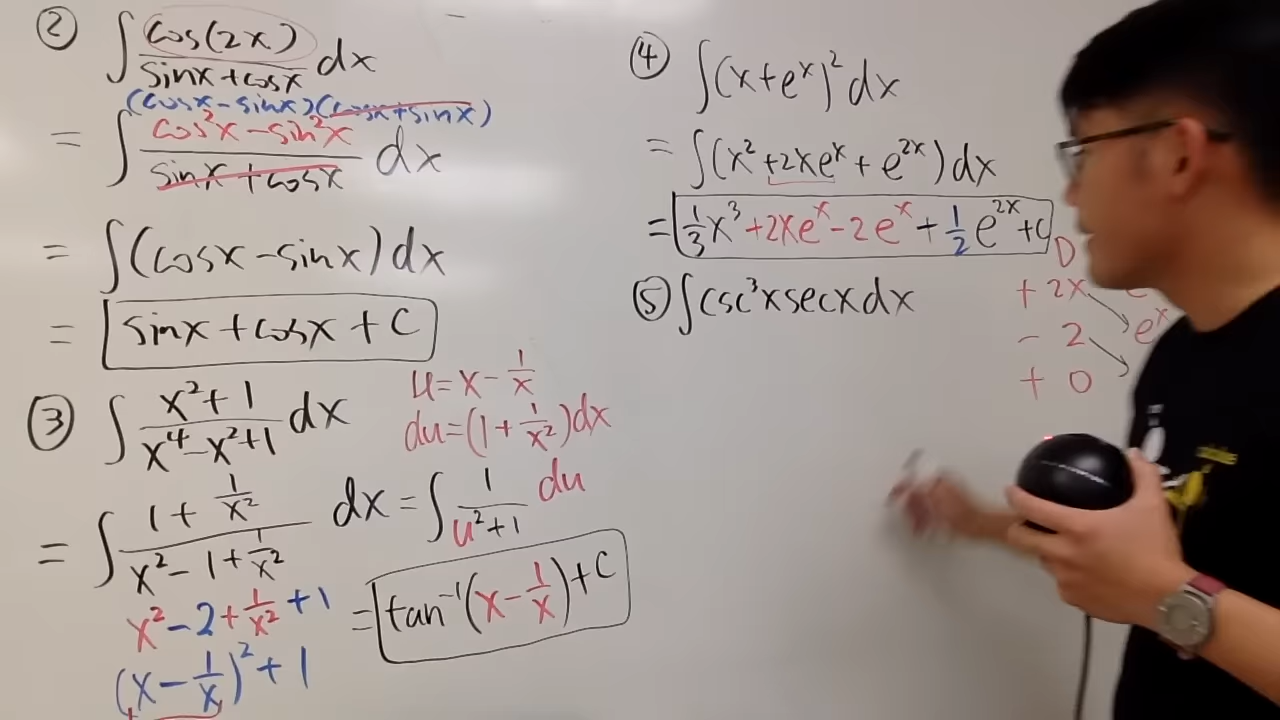 ② ∫ cos(2x) / (sinx + cosx) dx
(cosx − sinx)(cosx + sinx)
= ∫ (cos²x − sin²x) / (sinx + cosx) dx
= ∫(cosx − sinx)dx
= sinx + cosx + C
③ ∫ (x² + 1) / (x⁴ − x² + 1) dx
u = x − 1/x
du = (1 + 1/x²)dx
= ∫ (1 + 1/x²) / (x² − 1 + 1/x²) dx = ∫ 1 / (u² + 1) du
x² − 2 + 1/x² + 1
(x − 1/x)² + 1
= tan⁻¹(x − 1/x) + C
④ ∫(x + eˣ)² dx
= ∫(x² + 2xeˣ + e²ˣ)dx
= 1/3 x³ + 2xeˣ − 2eˣ + 1/2 e²ˣ + C
D
+ 2x
− 2 eˣ
+ 0
⑤ ∫csc³x secx dx